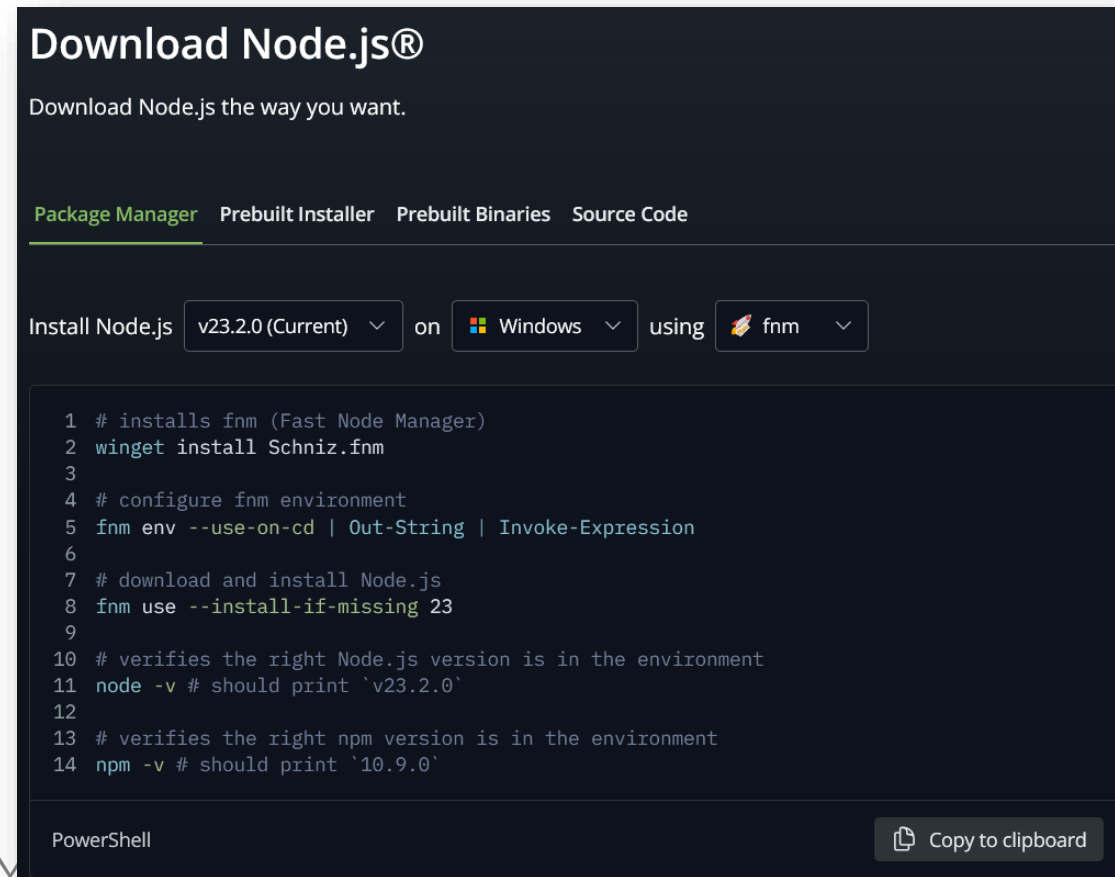 Download Node.js®
Download Node.js the way you want.
Package Manager Prebuilt Installer Prebuilt Binaries Source Code
Install Node.js v23.2.0 (Current) on Windows using fnm
1 # installs fnm (Fast Node Manager)
2 winget install Schniz.fnm
3
4 # configure fnm environment
5 fnm env --use-on-cd | Out-String | Invoke-Expression
6
7 # download and install Node.js
8 fnm use --install-if-missing 23
9
10 # verifies the right Node.js version is in the environment
11 node -v # should print `v23.2.0`
12
13 # verifies the right npm version is in the environment
14 npm -v # should print `10.9.0`
PowerShell Copy to clipboard